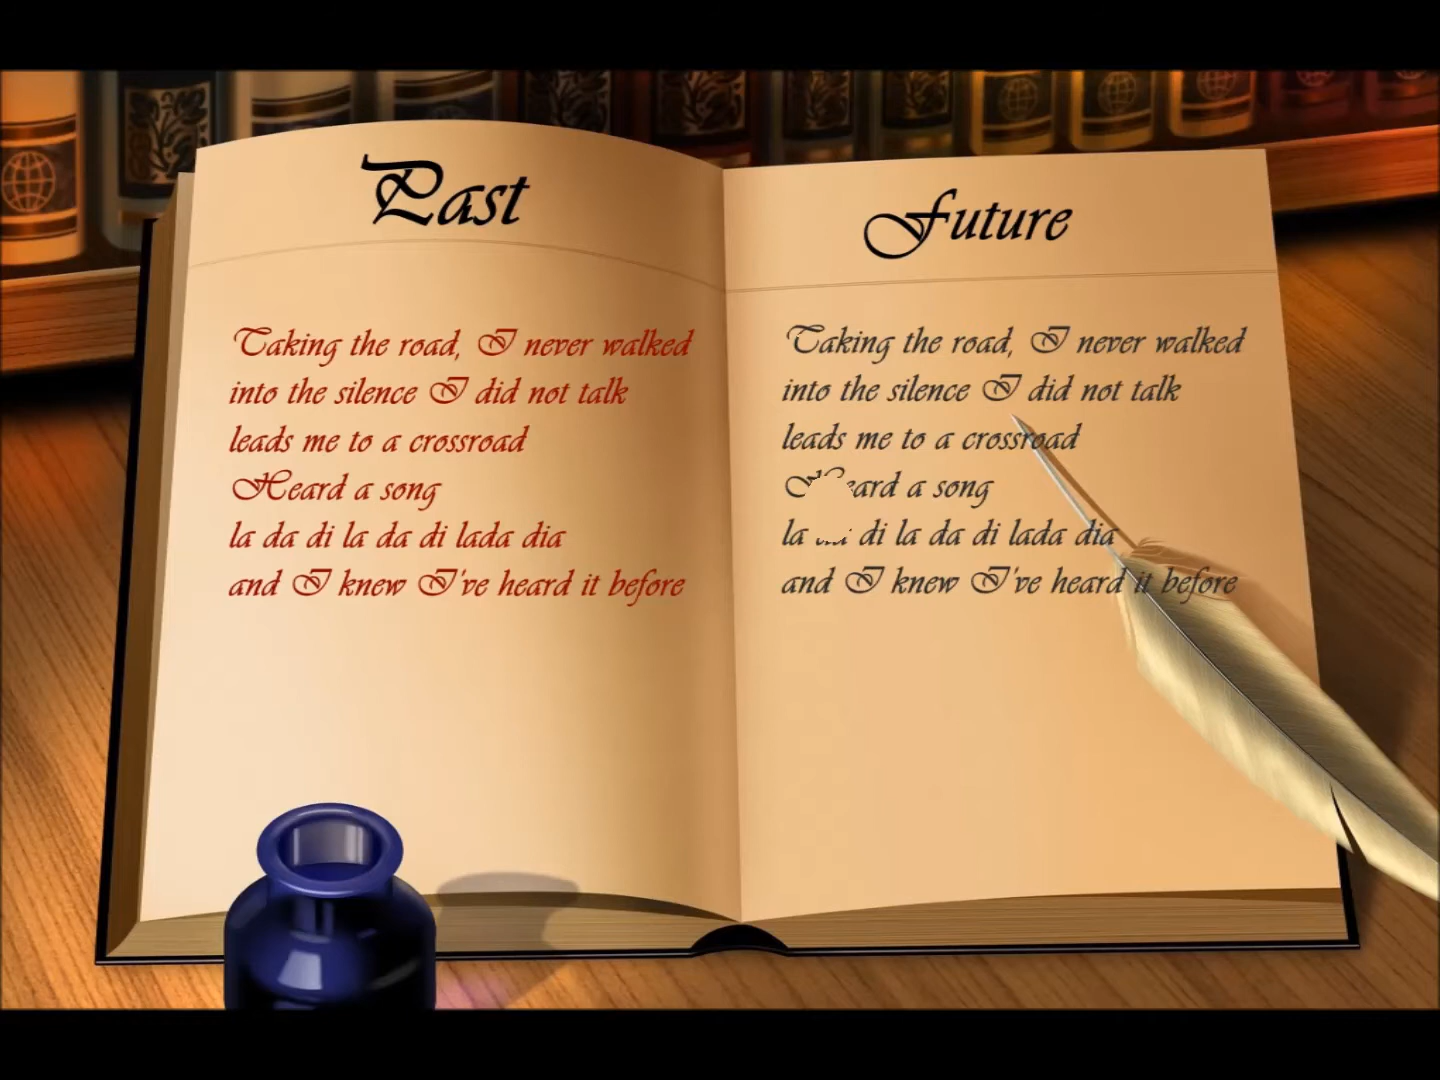 Past
Taking the road, I never walked
into the silence I did not talk
leads me to a crossroad
Heard a song
la da di la da di lada dia
and I knew I've heard it before
Future
Taking the road, I never walked
into the silence I did not talk
leads me to a crossroad
Heard a song
la da di la da di lada dia
and I knew I've heard it before